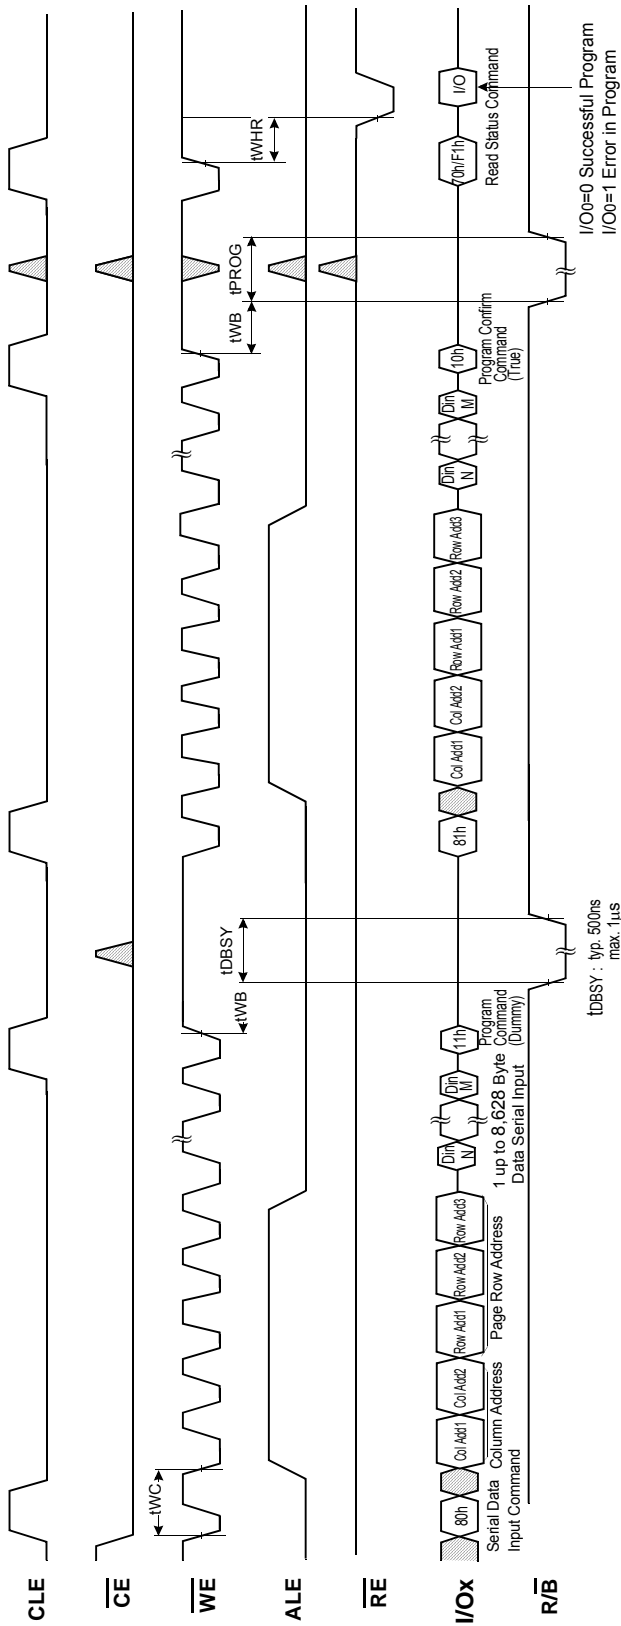 CLE
CE
WE
tWC
tWB
tDBSY
tWB
tPROG
tWHR
ALE
RE
I/Ox
80h
Col Add1
Col Add2
Row Add1
Row Add2
Row Add3
Din
N
Din
M
11h
81h
Col Add1
Col Add2
Row Add1
Row Add2
Row Add3
Din
N
Din
M
10h
70h/F1h
I/O
Serial Data
Input Command
Column Address
Page Row Address
1 up to 8,628 Byte
Data Serial Input
Program
Command
(Dummy)
Program Confirm
Command
(True)
Read Status Command
R/B
tDBSY : typ. 500ns
max. 1μs
I/O0=0 Successful Program
I/O0=1 Error in Program